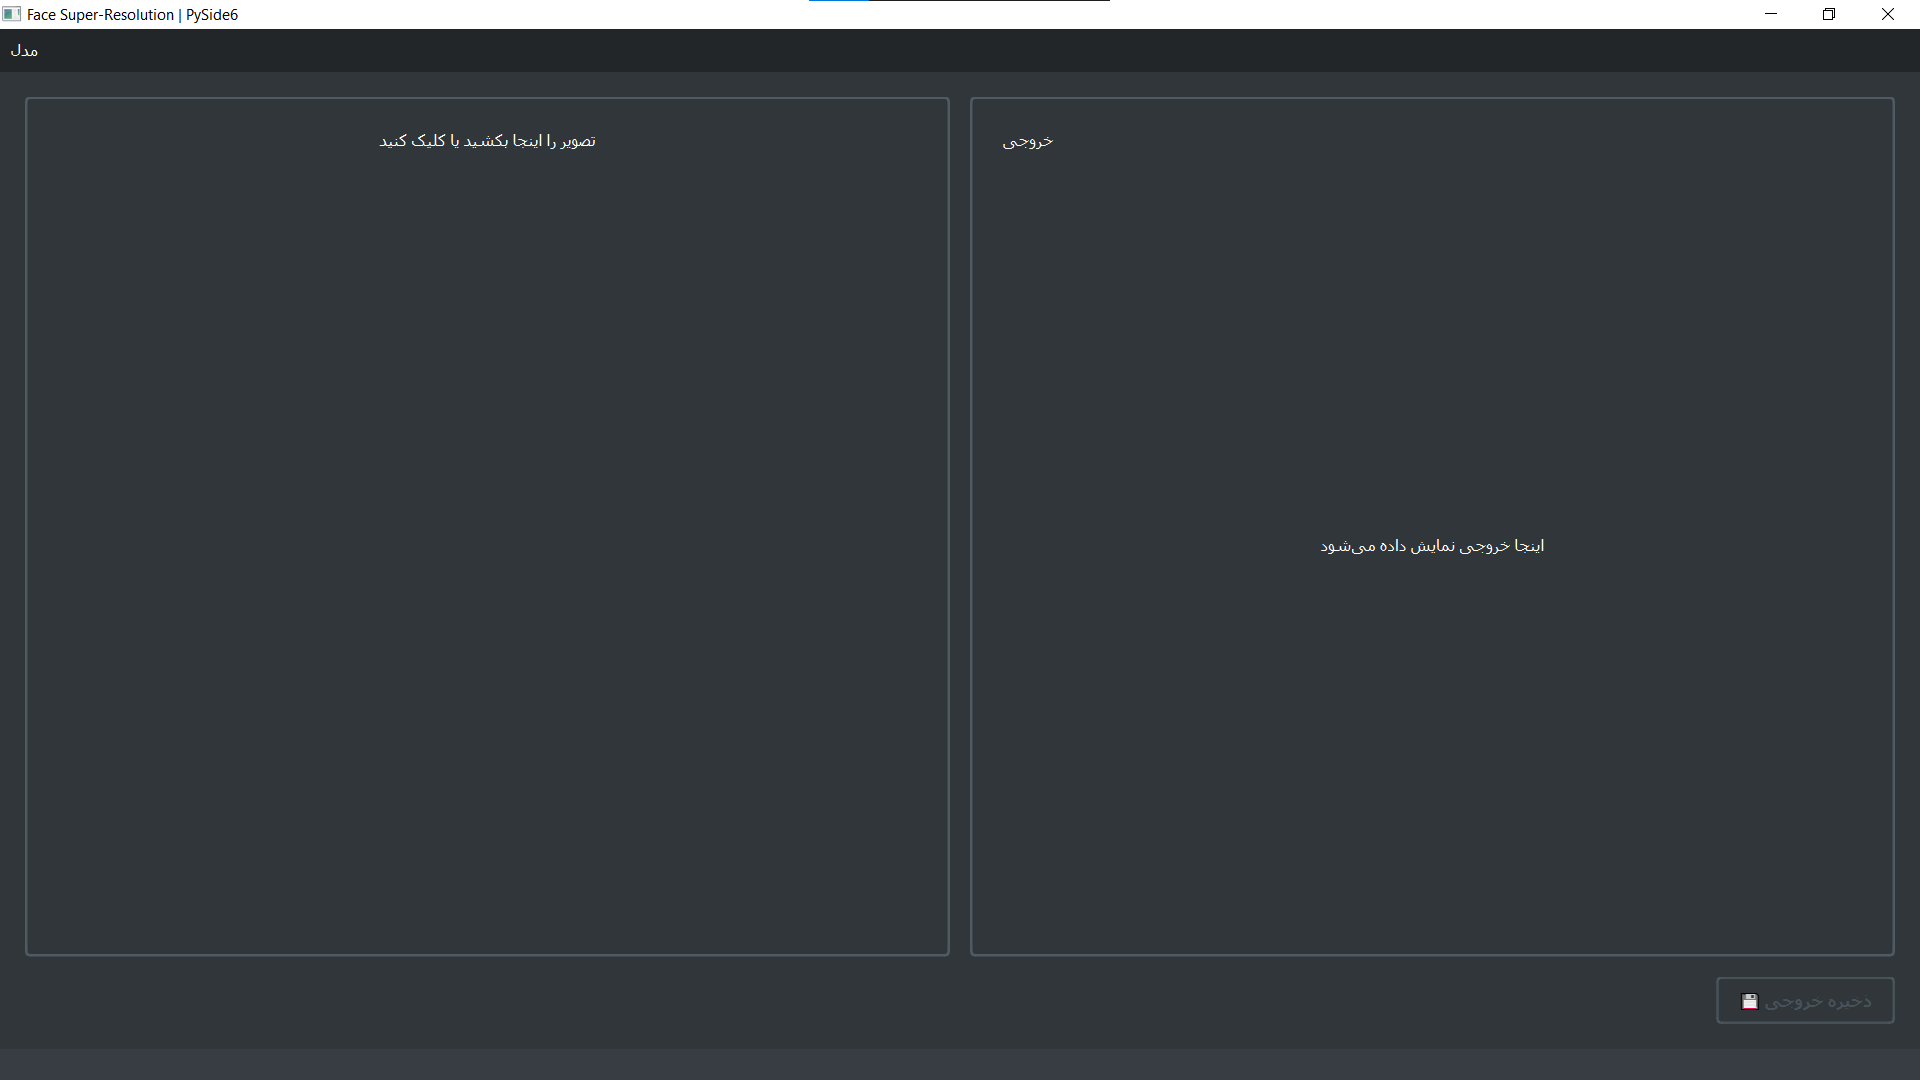 Face Super-Resolution | PySide6
مدل
تصویر را اینجا بکشید یا کلیک کنید
خروجی
اینجا خروجی نمایش داده می‌شود
ذخیره خروجی